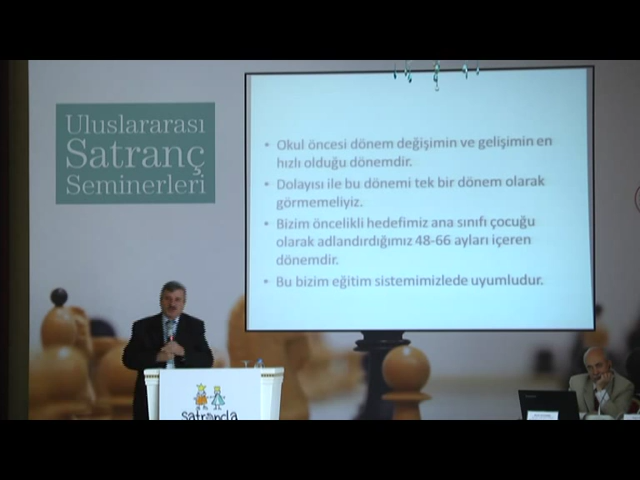 Uluslararası
Satranç
Seminerleri
• Okul öncesi dönem değişimin ve gelişimin en
hızlı olduğu dönemdir.
• Dolayısı ile bu dönemi tek bir dönem olarak
görmemeliyiz.
• Bizim öncelikli hedefimiz ana sınıfı çocuğu
olarak adlandırdığımız 48-66 ayları içeren
dönemdir.
• Bu bizim eğitim sistemimizlede uyumludur.
satranda